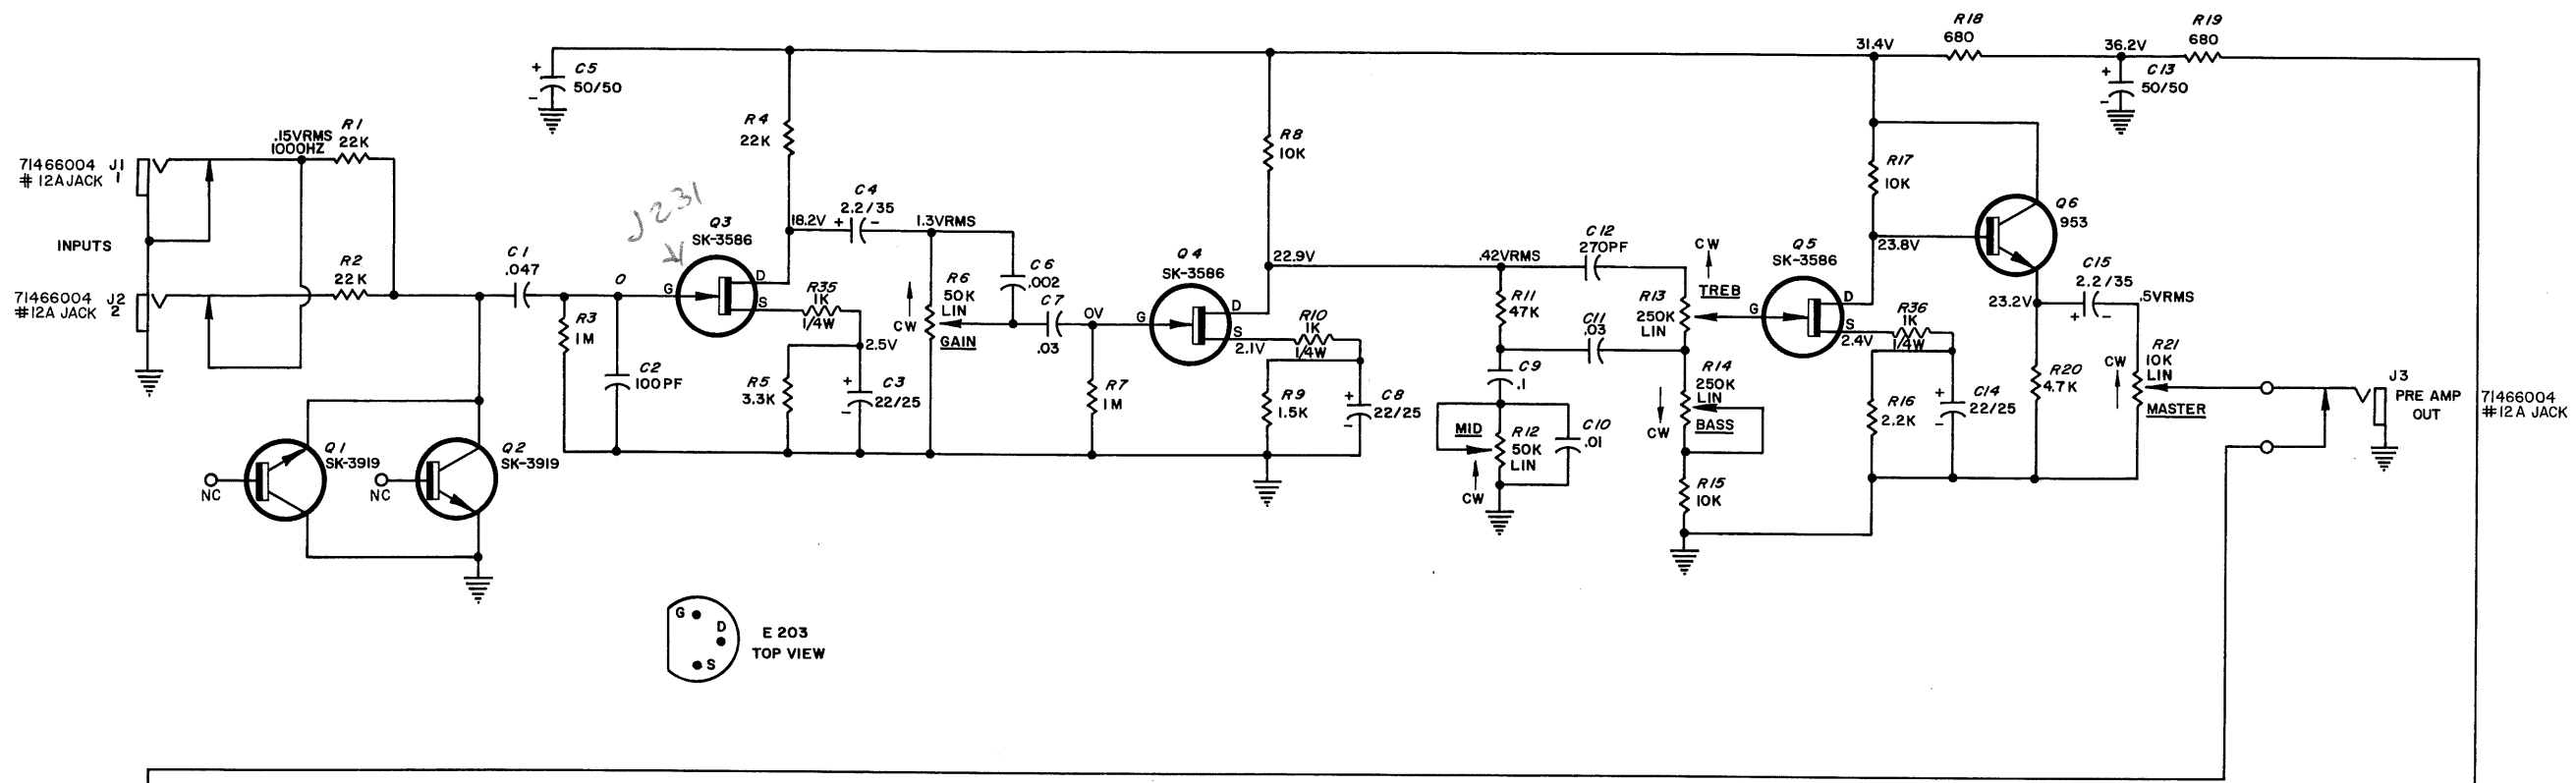 R18
680
R19
680
31.4V
36.2V
+
C5
50/50
-
+
C13
50/50
-
R4
22K
R8
10K
R17
10K
71466004 J1
# 12A JACK 1
.15VRMS
1000HZ
R1
22K
INPUTS
71466004 J2
#12A JACK 2
R2
22K
C1
.047
J231
Q3
SK-3586
O
G
D
S
18.2V
C4
2.2/35
+ -
1.3VRMS
R6
50K
LIN
CW
GAIN
C6
.002
C7
.03
OV
R3
1M
C2
100PF
R35
1K
1/4W
2.5V
R5
3.3K
+
C3
22/25
-
Q4
SK-3586
G
D
S
22.9V
2.1V
R10
1K
1/4W
R7
1M
R9
1.5K
+
C8
22/25
-
.42VRMS
C12
270PF
R11
47K
C11
.03
C9
.1
MID
R12
50K
LIN
CW
C10
.01
CW
TREB
R13
250K
LIN
R14
250K
LIN
BASS
CW
R15
10K
Q5
SK-3586
G
D
S
23.8V
2.4V
R36
1K
1/4W
R16
2.2K
+
C14
22/25
-
Q6
953
23.2V
C15
2.2/35
+ -
.5VRMS
R20
4.7K
R21
10K
LIN
CW
MASTER
J3
PRE AMP
OUT
71466004
#12A JACK
Q1
SK-3919
NC
Q2
SK-3919
NC
G
D
S
E 203
TOP VIEW